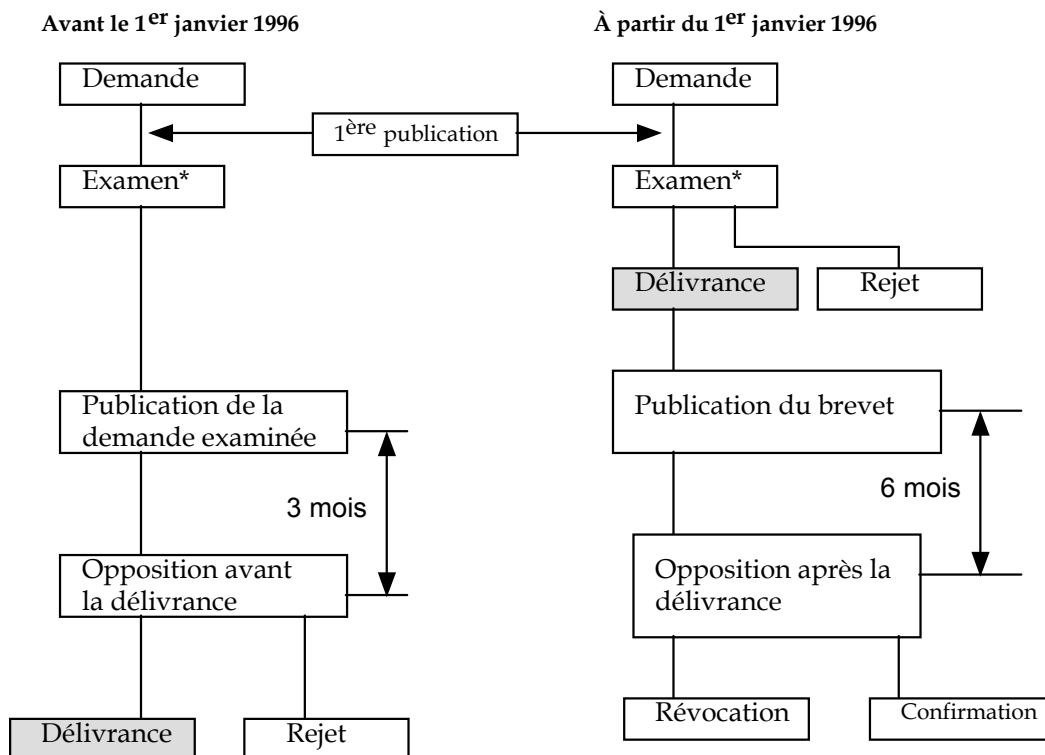 Avant le 1er janvier 1996
À partir du 1er janvier 1996
Demande
Demande
1ère publication
Examen*
Examen*
Délivrance
Rejet
Publication de la
demande examinée
Publication du brevet
3 mois
6 mois
Opposition avant
la délivrance
Opposition après la
délivrance
Délivrance
Rejet
Révocation
Confirmation